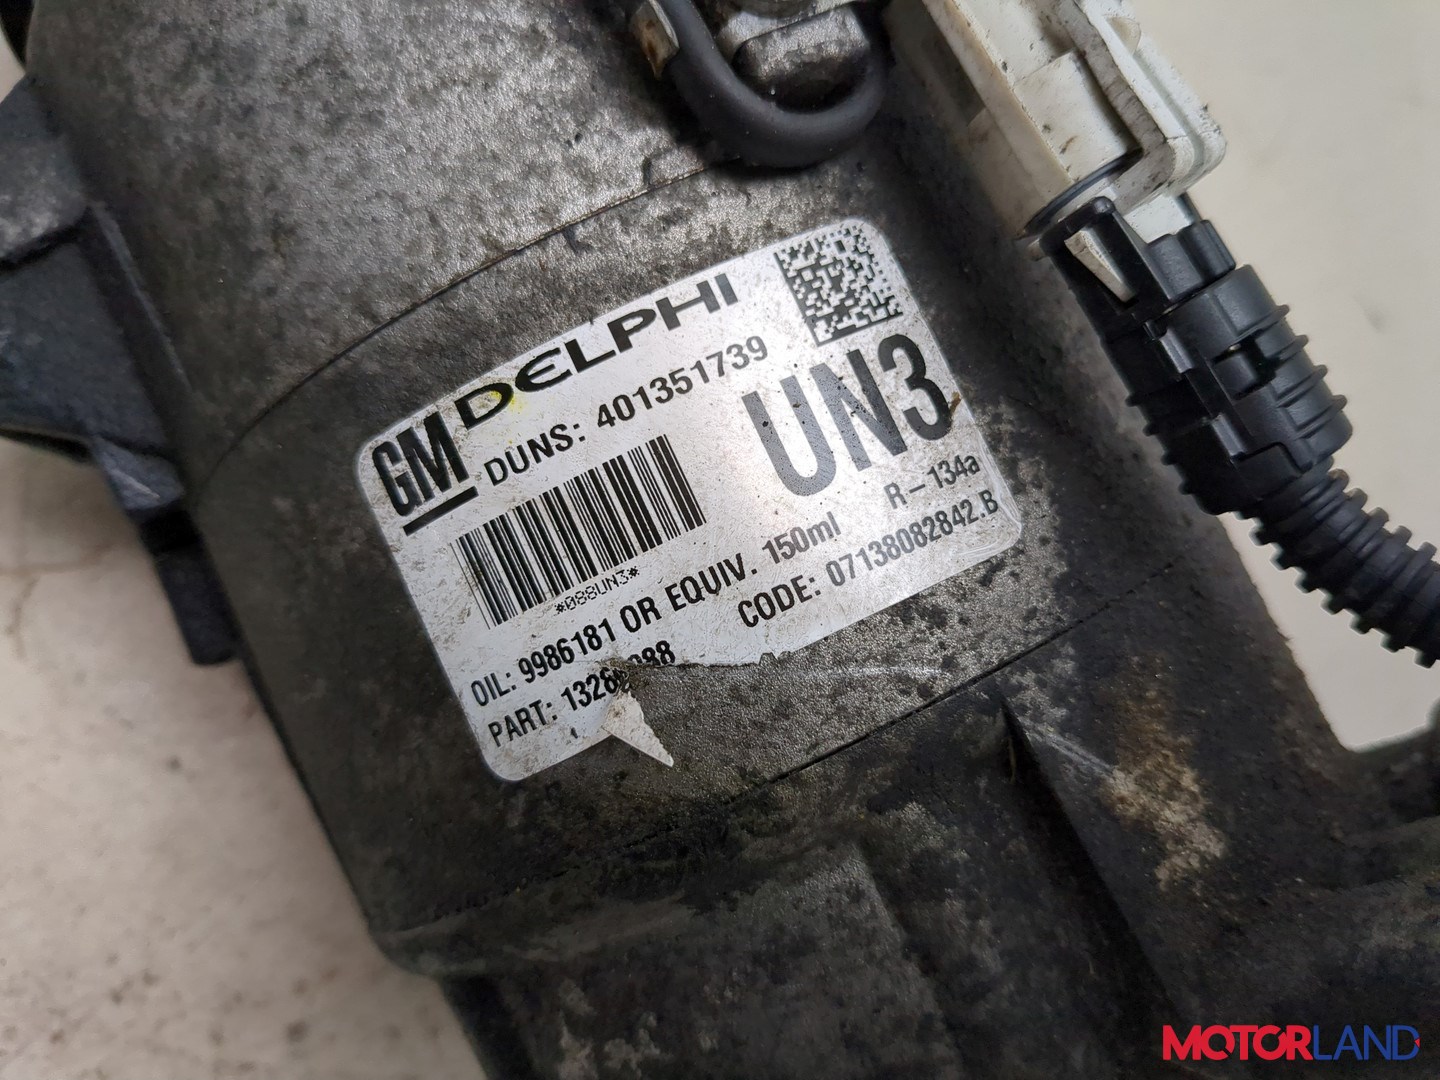 GM DELPHI
DUNS: 401351739
UN3
*088UN3*
R-134a
OIL: 9986181 OR EQUIV. 150ml
CODE: 07138082842.B
PART:
MOTORLAND